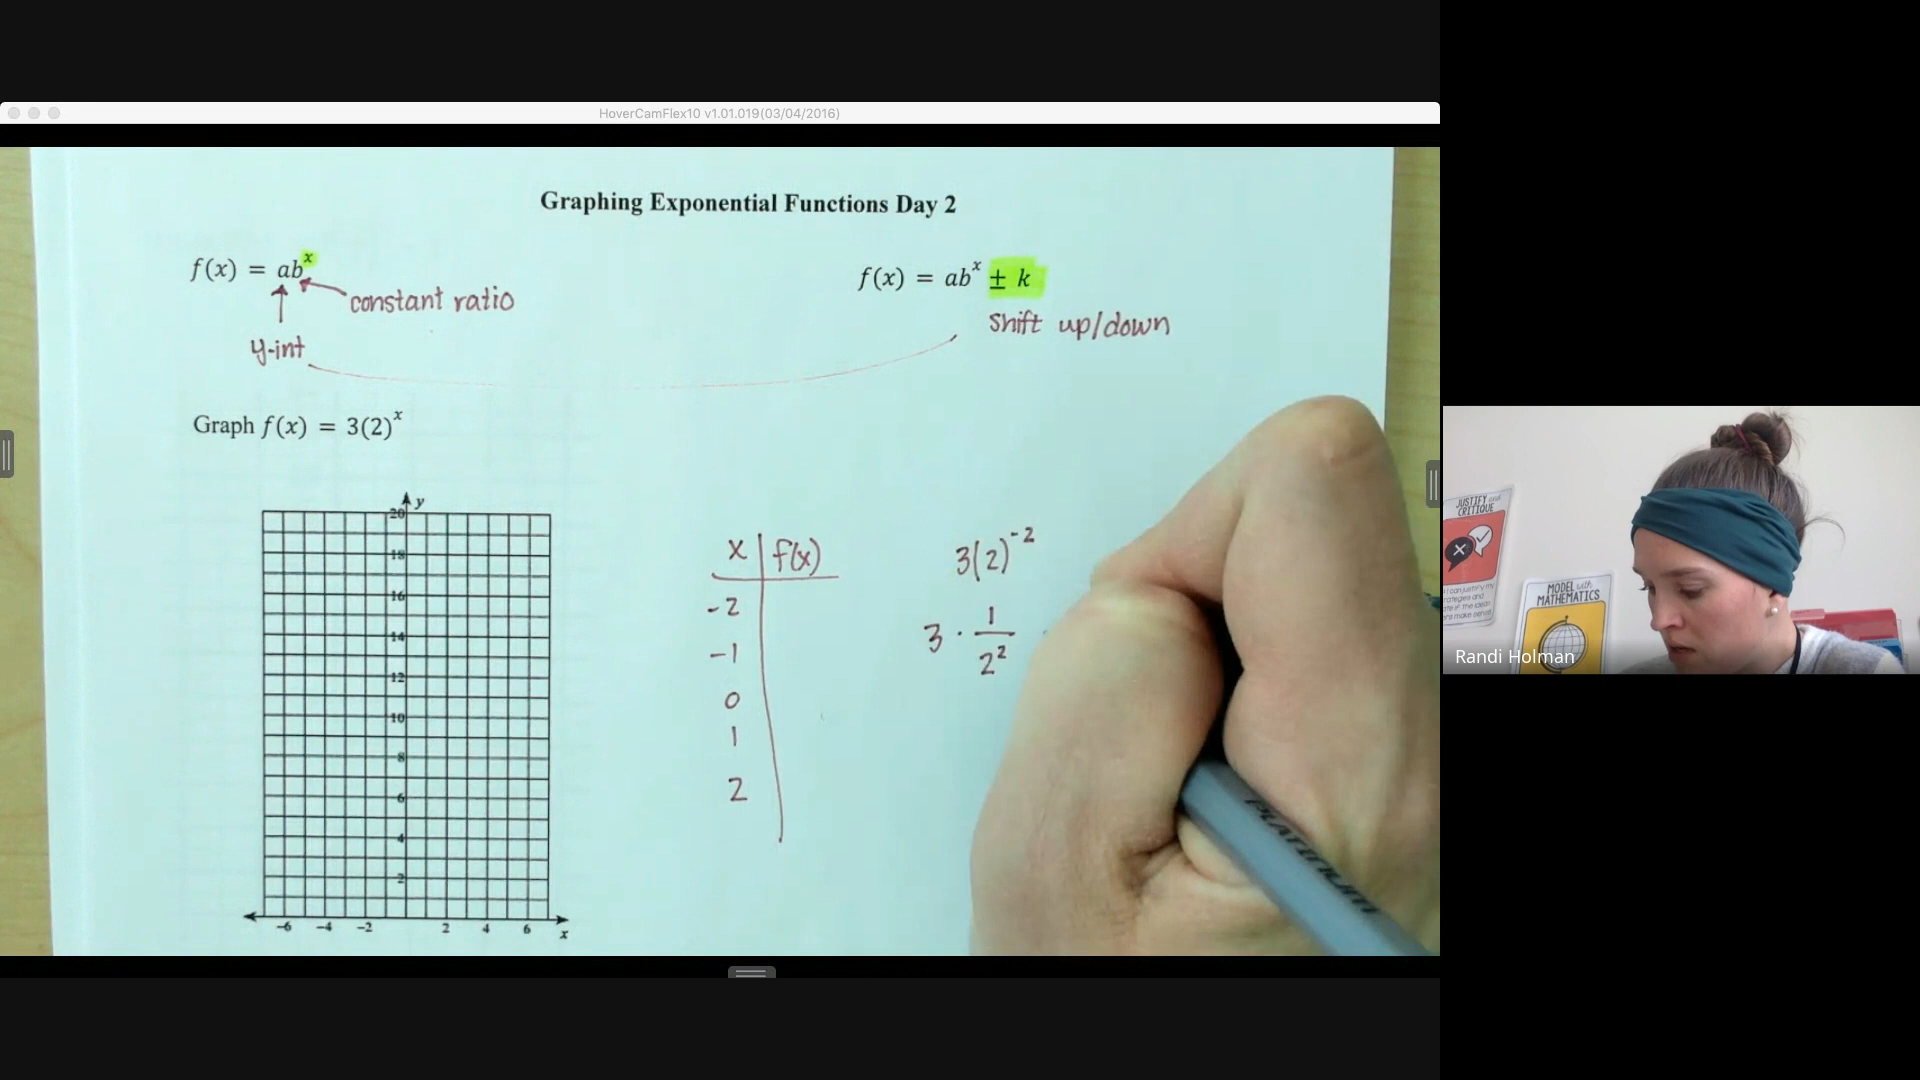 HoverCamFlex10 v1.01.019(03/04/2016)
Graphing Exponential Functions Day 2
f(x) = ab^x
constant ratio
y-int
f(x) = ab^x ± k
Shift up/down
Graph f(x) = 3(2)^x
y
20
18
16
14
12
10
8
6
4
2
-6 -4 -2 2 4 6 x
x f(x)
-2
-1
0
1
2
3(2)^-2
3 · 1/2^2
PLATINUM
JUSTIFY and
CRITIQUE
MODEL with
MATHEMATICS
Randi Holman